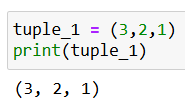 tuple_1 = (3,2,1)
print(tuple_1)
(3, 2, 1)